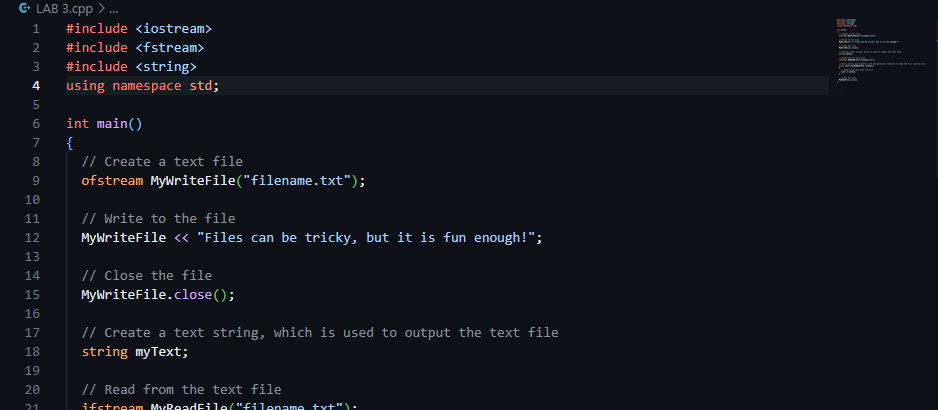 LAB 3.cpp > ...
1 #include <iostream>
2 #include <fstream>
3 #include <string>
4 using namespace std;
5
6 int main()
7 {
8 // Create a text file
9 ofstream MyWriteFile("filename.txt");
10
11 // Write to the file
12 MyWriteFile << "Files can be tricky, but it is fun enough!";
13
14 // Close the file
15 MyWriteFile.close();
16
17 // Create a text string, which is used to output the text file
18 string myText;
19
20 // Read from the text file
21 ifstream MyReadFile("filename.txt");